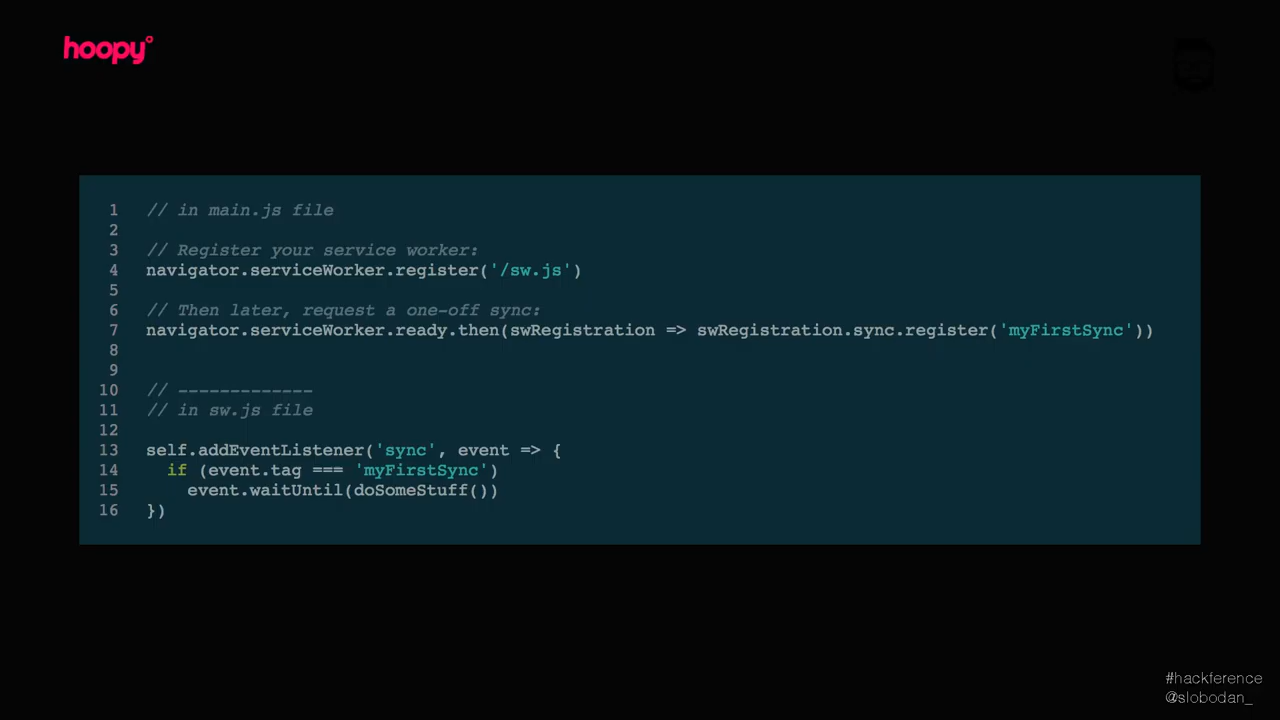 hoopy°
1 // in main.js file
2
3 // Register your service worker:
4 navigator.serviceWorker.register('/sw.js')
5
6 // Then later, request a one-off sync:
7 navigator.serviceWorker.ready.then(swRegistration => swRegistration.sync.register('myFirstSync'))
8
9
10 // -------------
11 // in sw.js file
12
13 self.addEventListener('sync', event => {
14   if (event.tag === 'myFirstSync')
15     event.waitUntil(doSomeStuff())
16 })
#hackference
@slobodan_